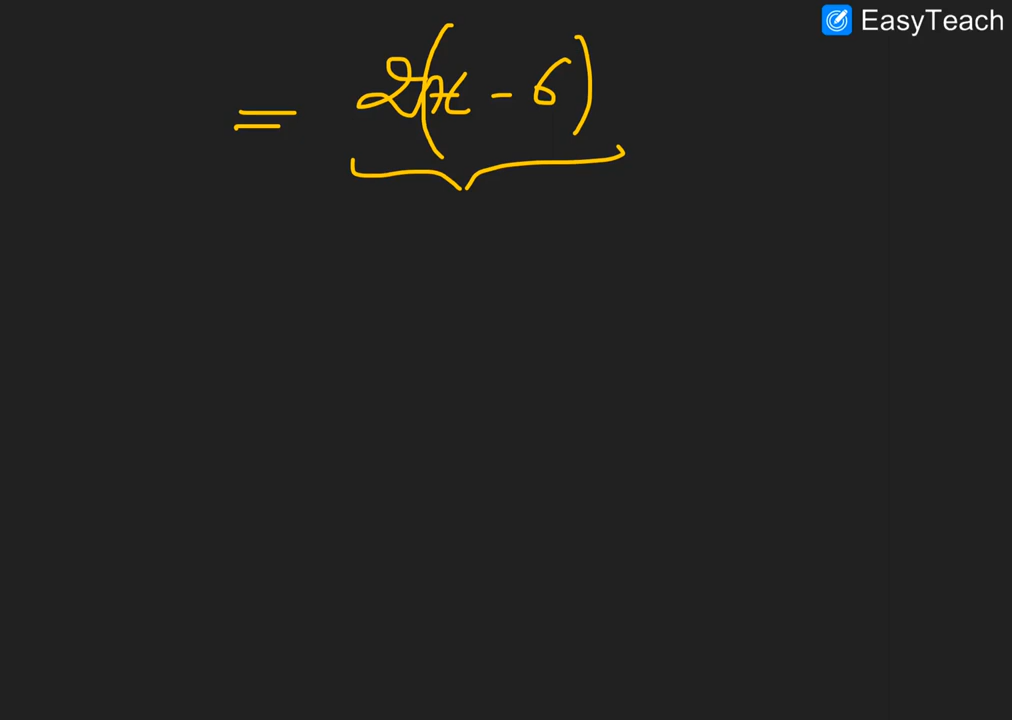 EasyTeach
= 2(x - 6)